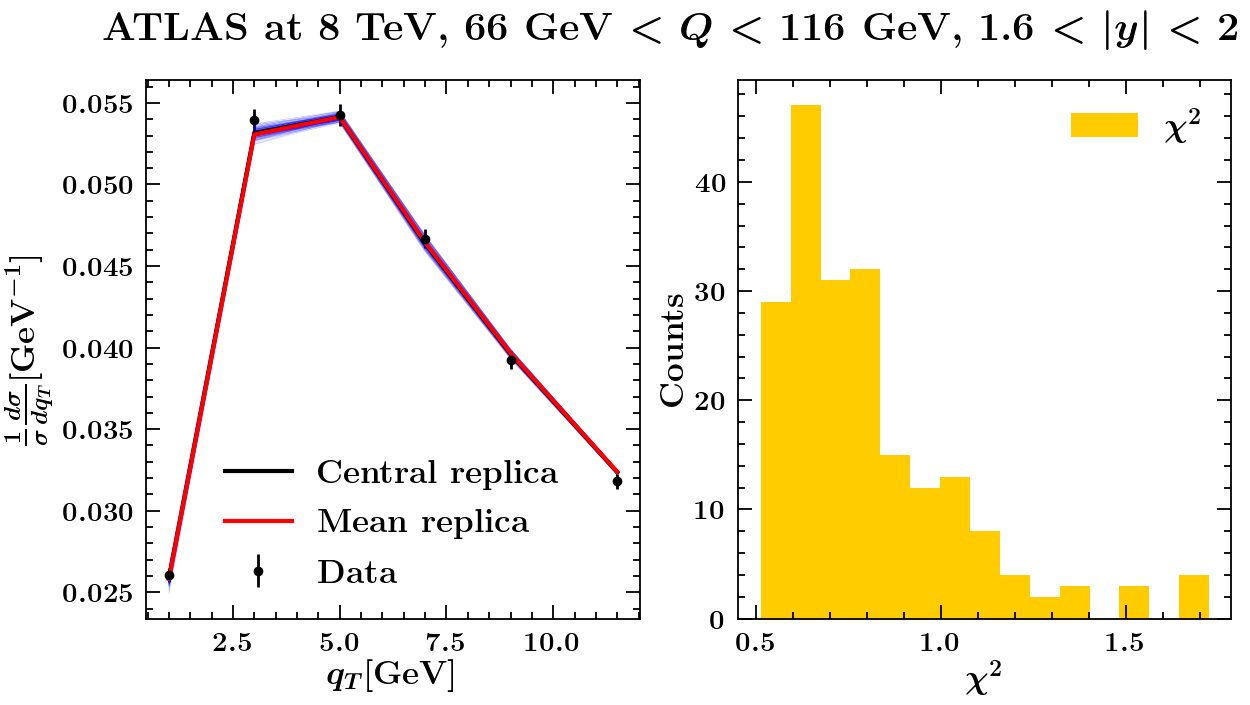 ATLAS at 8 TeV, 66 GeV < Q < 116 GeV, 1.6 < |y| < 2
1/σ dσ/dq_T [GeV⁻¹]
0.055
0.050
0.045
0.040
0.035
0.030
0.025
Central replica
Mean replica
Data
2.5 5.0 7.5 10.0
q_T[GeV]
Counts
40
30
20
10
0
χ²
0.5 1.0 1.5
χ²